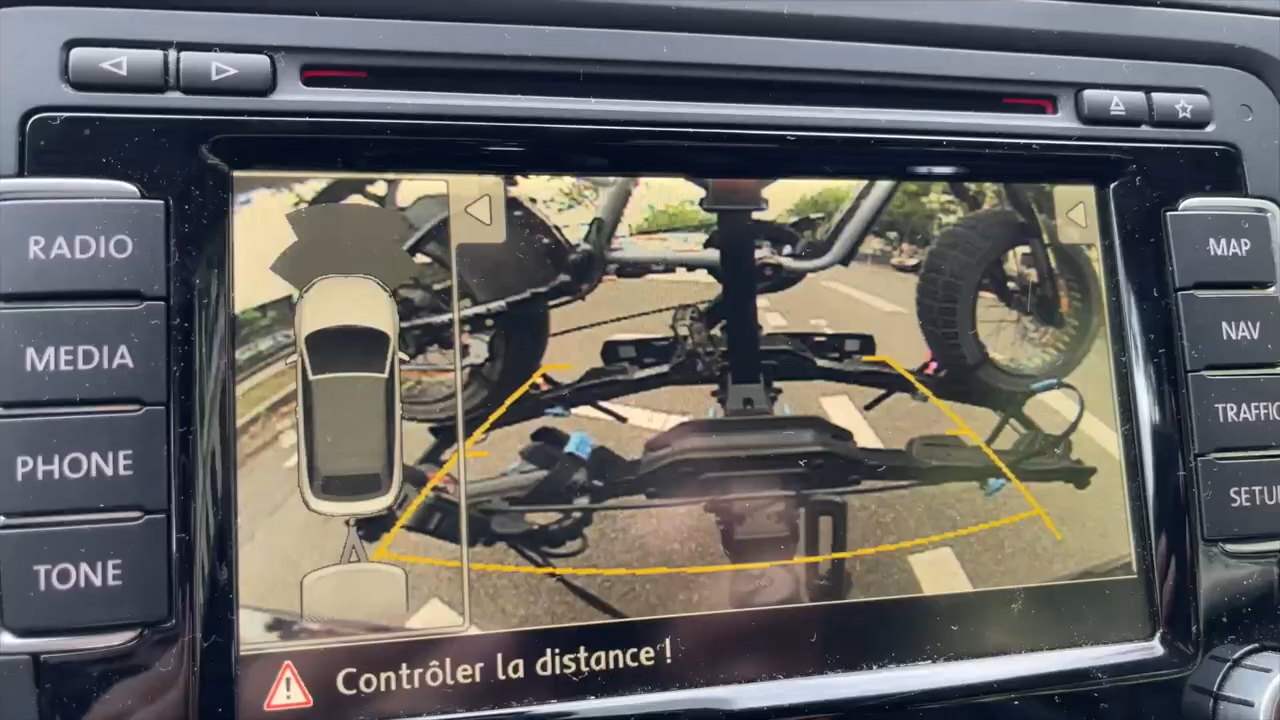 RADIO
MEDIA
PHONE
TONE
MAP
NAV
TRAFFIC
SETU
Contrôler la distance !